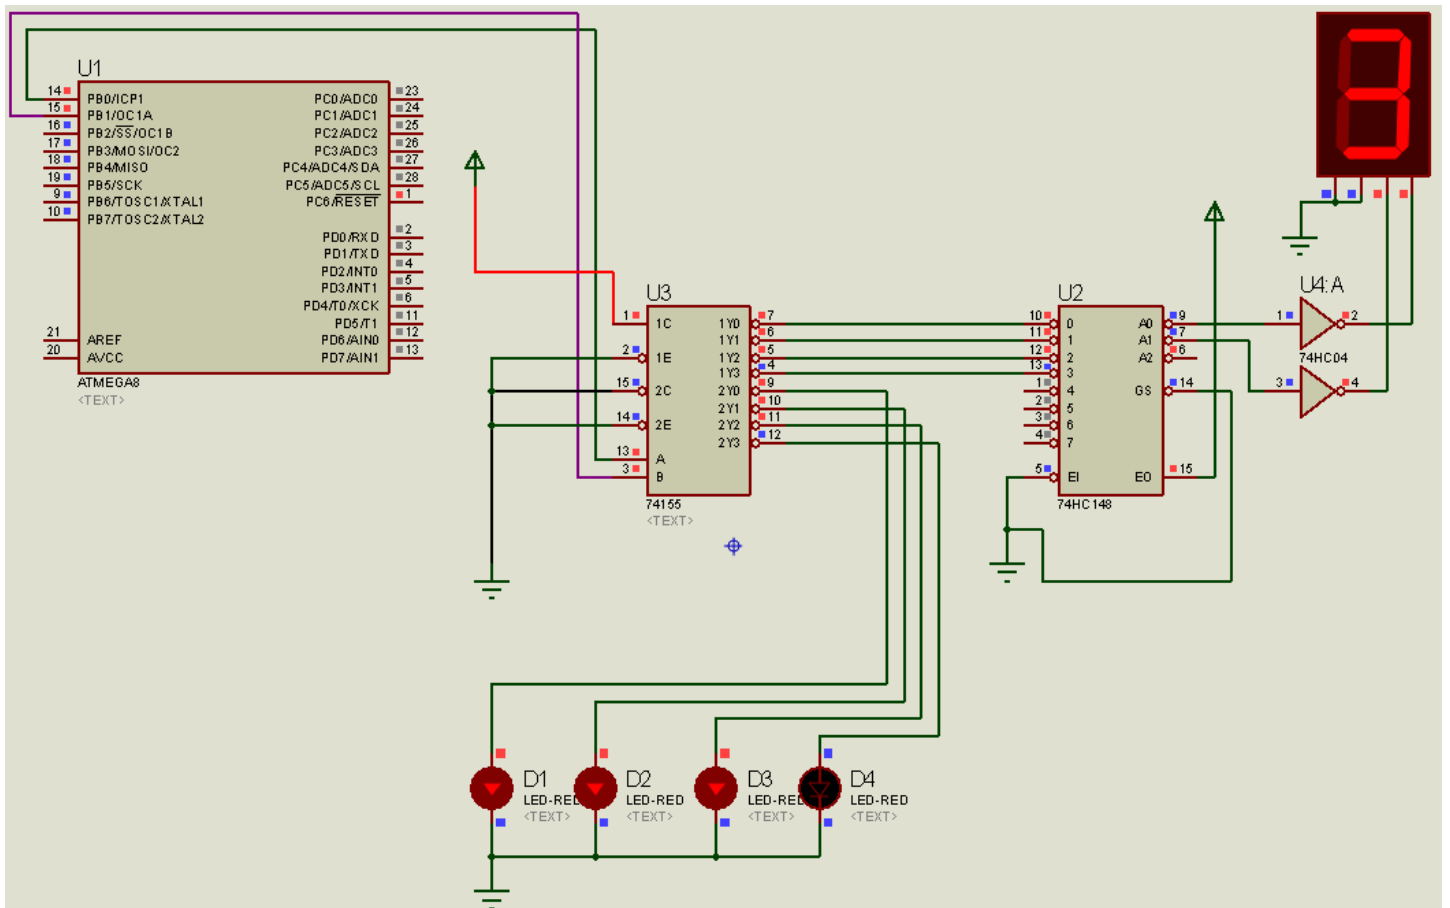 U1
14 PB0/ICP1 PC0/ADC0 23
15 PB1/OC1A PC1/ADC1 24
16 PB2/SS/OC1B PC2/ADC2 25
17 PB3/MOSI/OC2 PC3/ADC3 26
18 PB4/MISO PC4/ADC4/SDA 27
19 PB5/SCK PC5/ADC5/SCL 28
9 PB6/TOSC1/XTAL1 PC6/RESET 1
10 PB7/TOSC2/XTAL2
PD0/RXD 2
PD1/TXD 3
PD2/INT0 4
PD3/INT1 5
PD4/T0/XCK 6
PD5/T1 11
21 AREF PD6/AIN0 12
20 AVCC PD7/AIN1 13
ATMEGA8
<TEXT>
U3
1 1C 1Y0 7
1Y1 6
2 1E 1Y2 5
1Y3 4
15 2C 2Y0 9
2Y1 10
14 2E 2Y2 11
2Y3 12
13 A
3 B
74155
<TEXT>
U2
10 0 A0 9
11 1 A1 7
12 2 A2 6
13 3
1 4 GS 14
2 5
3 6
4 7
5 EI EO 15
74HC148
3
U4:A
1 2
74HC04
3 4
D1
LED-RED
<TEXT>
D2
LED-RED
<TEXT>
D3
LED-RED
<TEXT>
D4
LED-RED
<TEXT>